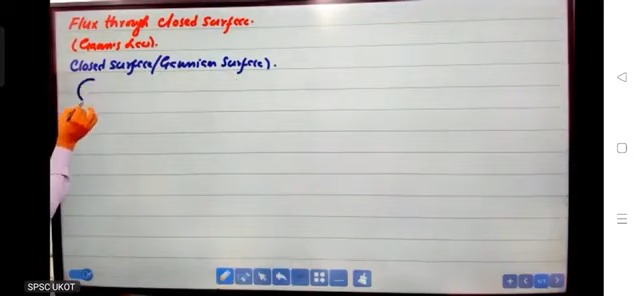 Flux through closed surface.
(Gauss's Law).
Closed surface/Gaussian Surface).
SPSC UKOT